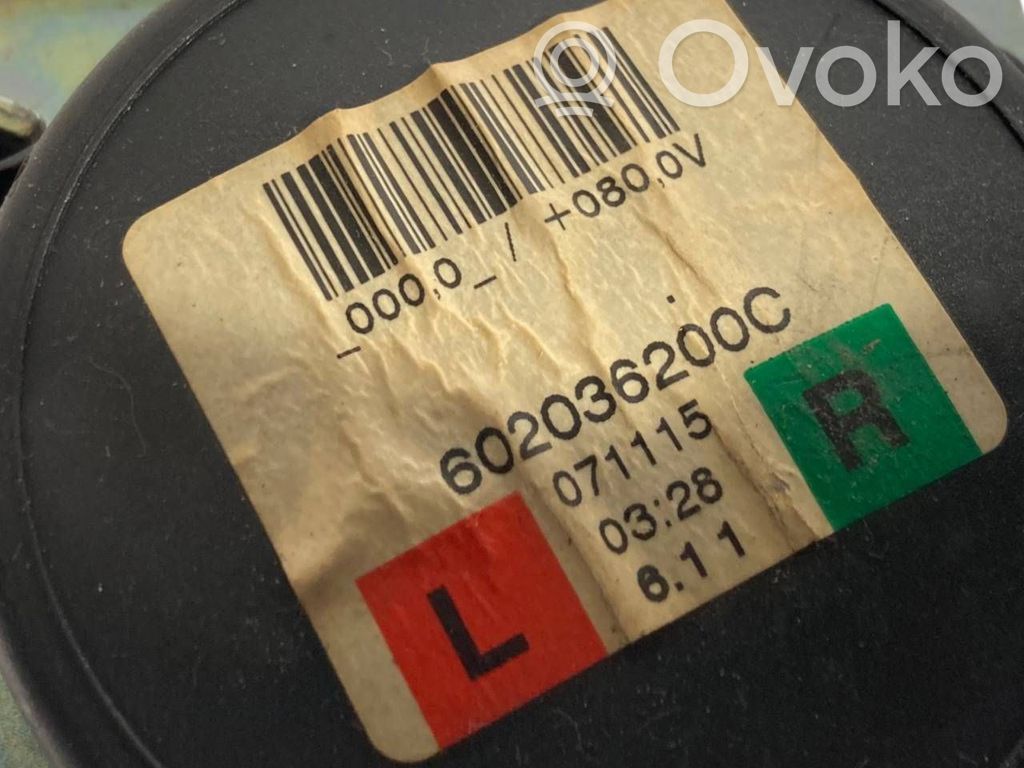 Ovoko
_000,0_ / +080,0V
602036200C
071115
03:28
6.11
L
R